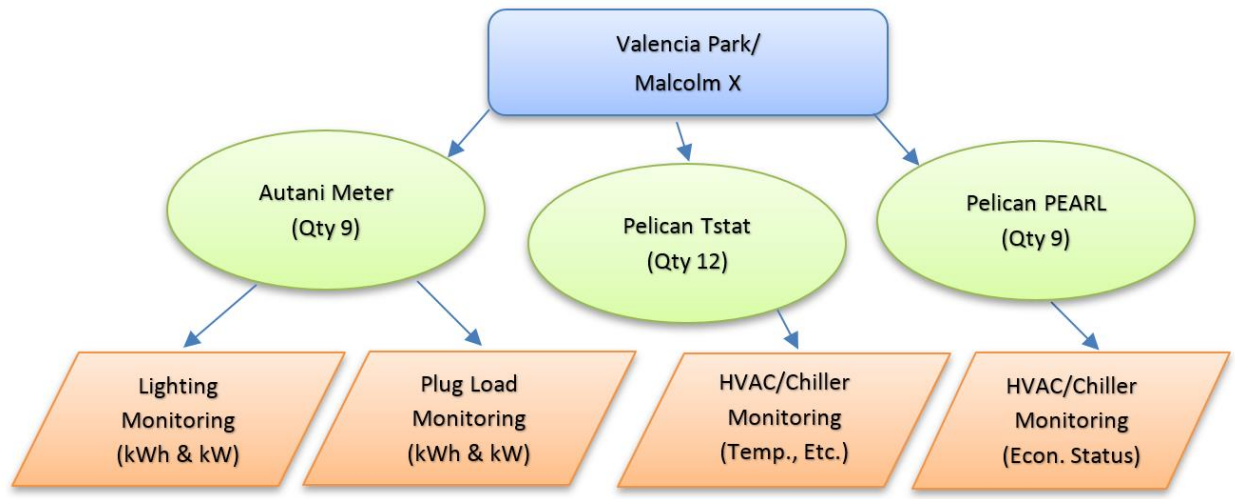 Valencia Park/
Malcolm X
Autani Meter
(Qty 9)
Pelican Tstat
(Qty 12)
Pelican PEARL
(Qty 9)
Lighting
Monitoring
(kWh & kW)
Plug Load
Monitoring
(kWh & kW)
HVAC/Chiller
Monitoring
(Temp., Etc.)
HVAC/Chiller
Monitoring
(Econ. Status)